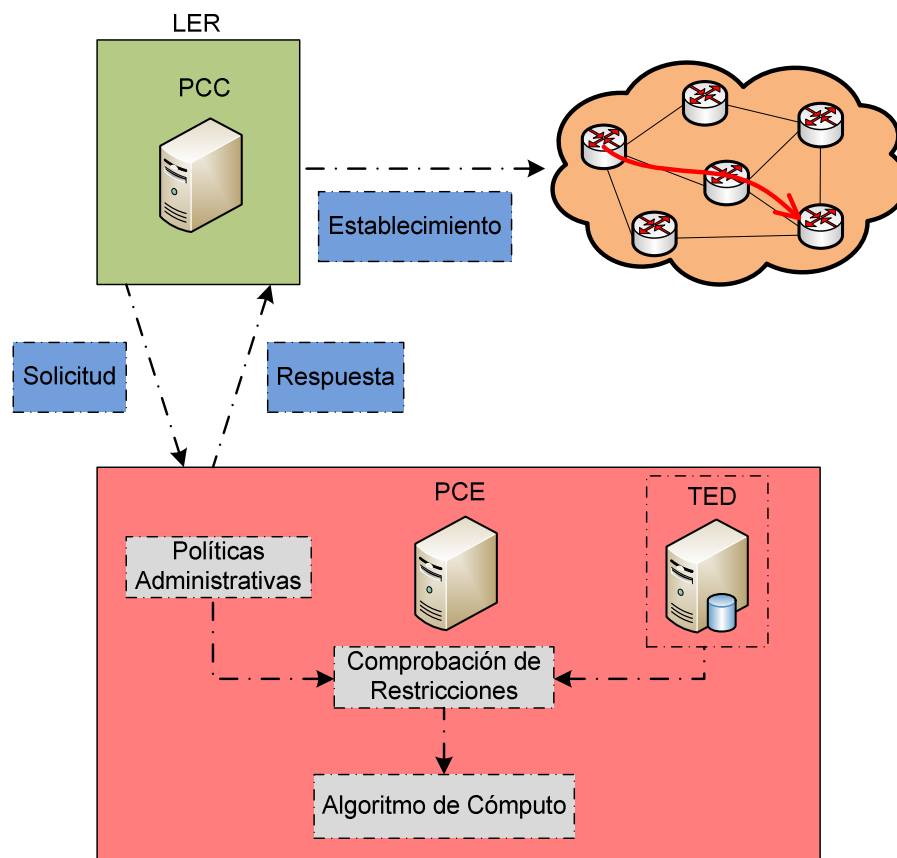 LER
PCC
Establecimiento
Solicitud
Respuesta
PCE
TED
Políticas
Administrativas
Comprobación de
Restricciones
Algoritmo de Cómputo